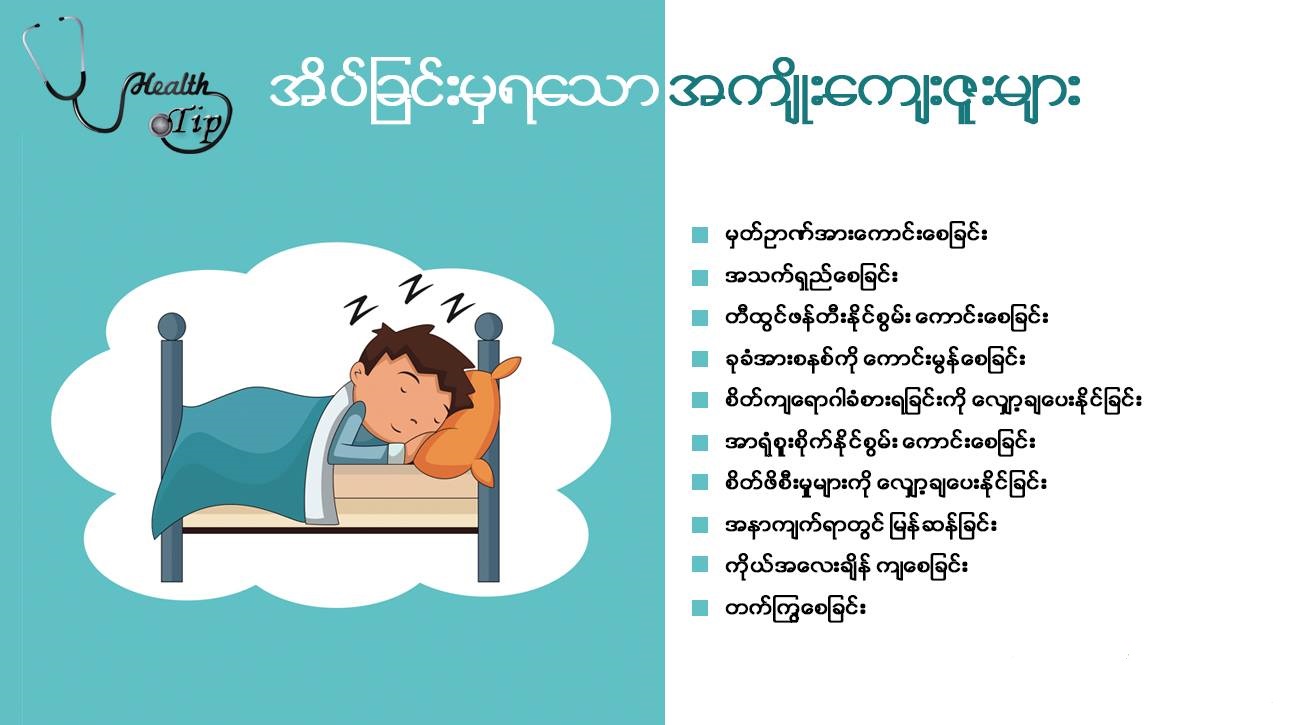 Health
Tip
အိပ်ခြင်းမှရသော အကျိုးကျေးဇူးများ
မှတ်ဉာဏ်အားကောင်းစေခြင်း
အသက်ရှည်စေခြင်း
တီထွင်ဖန်တီးနိုင်စွမ်း ကောင်းစေခြင်း
ခုခံအားစနစ်ကို ကောင်းမွန်စေခြင်း
စိတ်ကျရောဂါခံစားရခြင်းကို လျှော့ချပေးနိုင်ခြင်း
အာရုံစူးစိုက်နိုင်စွမ်း ကောင်းစေခြင်း
စိတ်ဖိစီးမှုများကို လျှော့ချပေးနိုင်ခြင်း
အနာကျက်ရာတွင် မြန်ဆန်ခြင်း
ကိုယ်အလေးချိန် ကျစေခြင်း
တက်ကြွစေခြင်း
Z Z Z